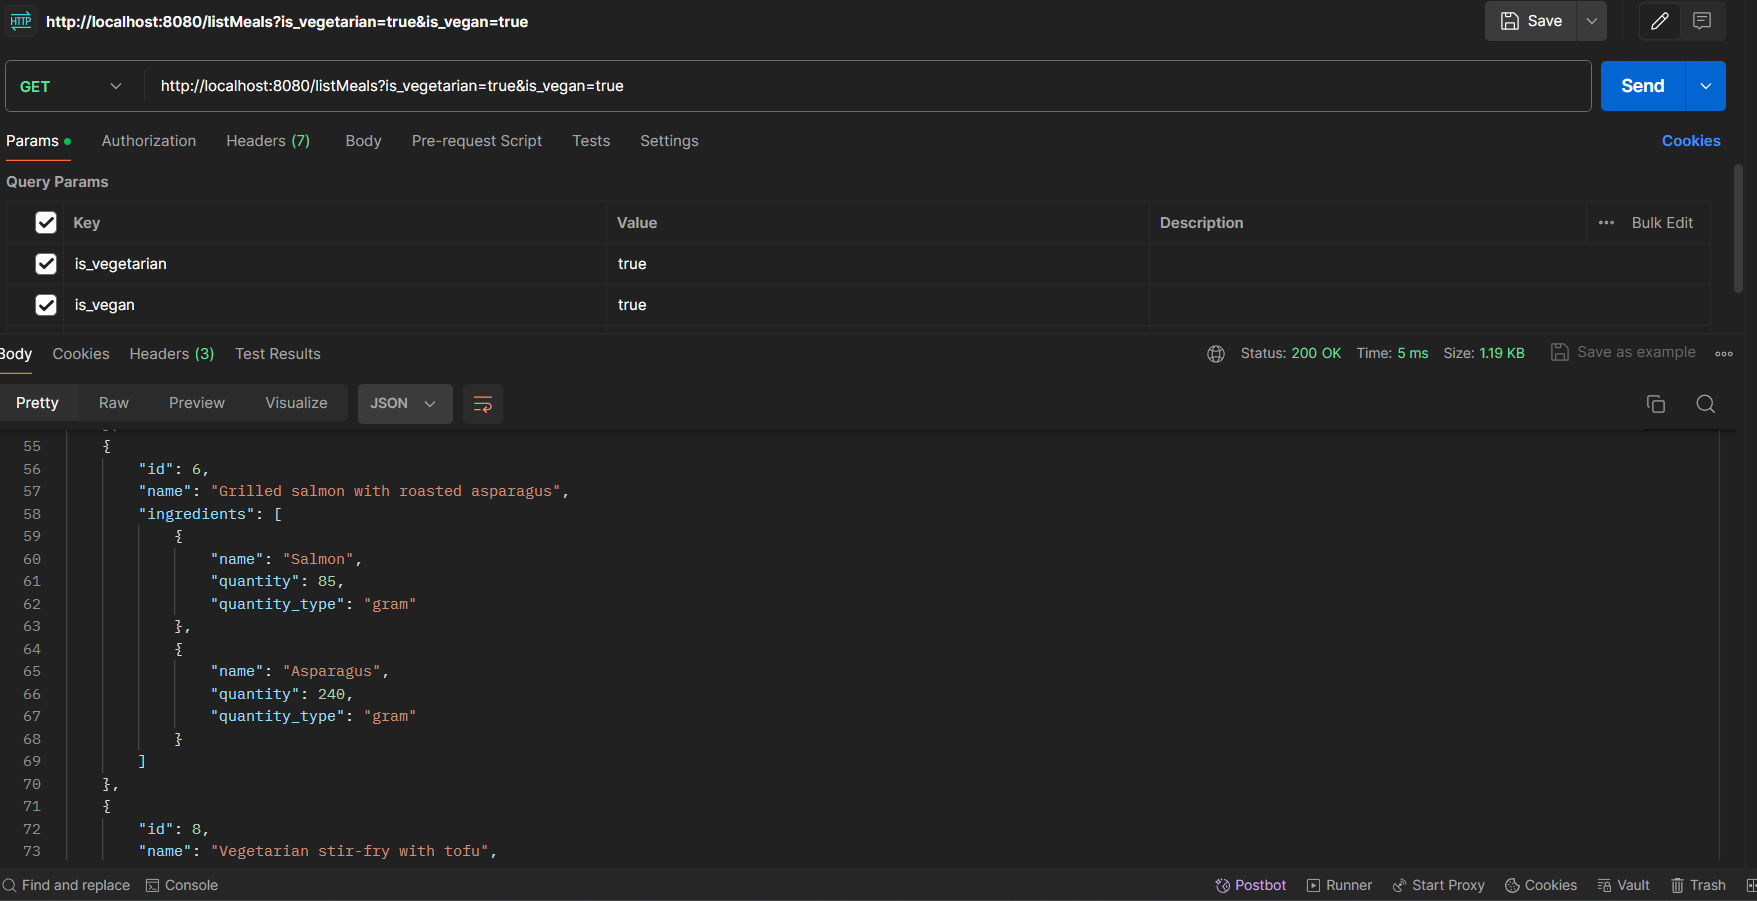 HTTP http://localhost:8080/listMeals?is_vegetarian=true&is_vegan=true Save
GET http://localhost:8080/listMeals?is_vegetarian=true&is_vegan=true Send
Params Authorization Headers (7) Body Pre-request Script Tests Settings Cookies
Query Params
Key Value Description Bulk Edit
is_vegetarian true
is_vegan true
Body Cookies Headers (3) Test Results Status: 200 OK Time: 5 ms Size: 1.19 KB Save as example
Pretty Raw Preview Visualize JSON
55 {
56 "id": 6,
57 "name": "Grilled salmon with roasted asparagus",
58 "ingredients": [
59 {
60 "name": "Salmon",
61 "quantity": 85,
62 "quantity_type": "gram"
63 },
64 {
65 "name": "Asparagus",
66 "quantity": 240,
67 "quantity_type": "gram"
68 }
69 ]
70 },
71 {
72 "id": 8,
73 "name": "Vegetarian stir-fry with tofu",
Find and replace Console Postbot Runner Start Proxy Cookies Vault Trash